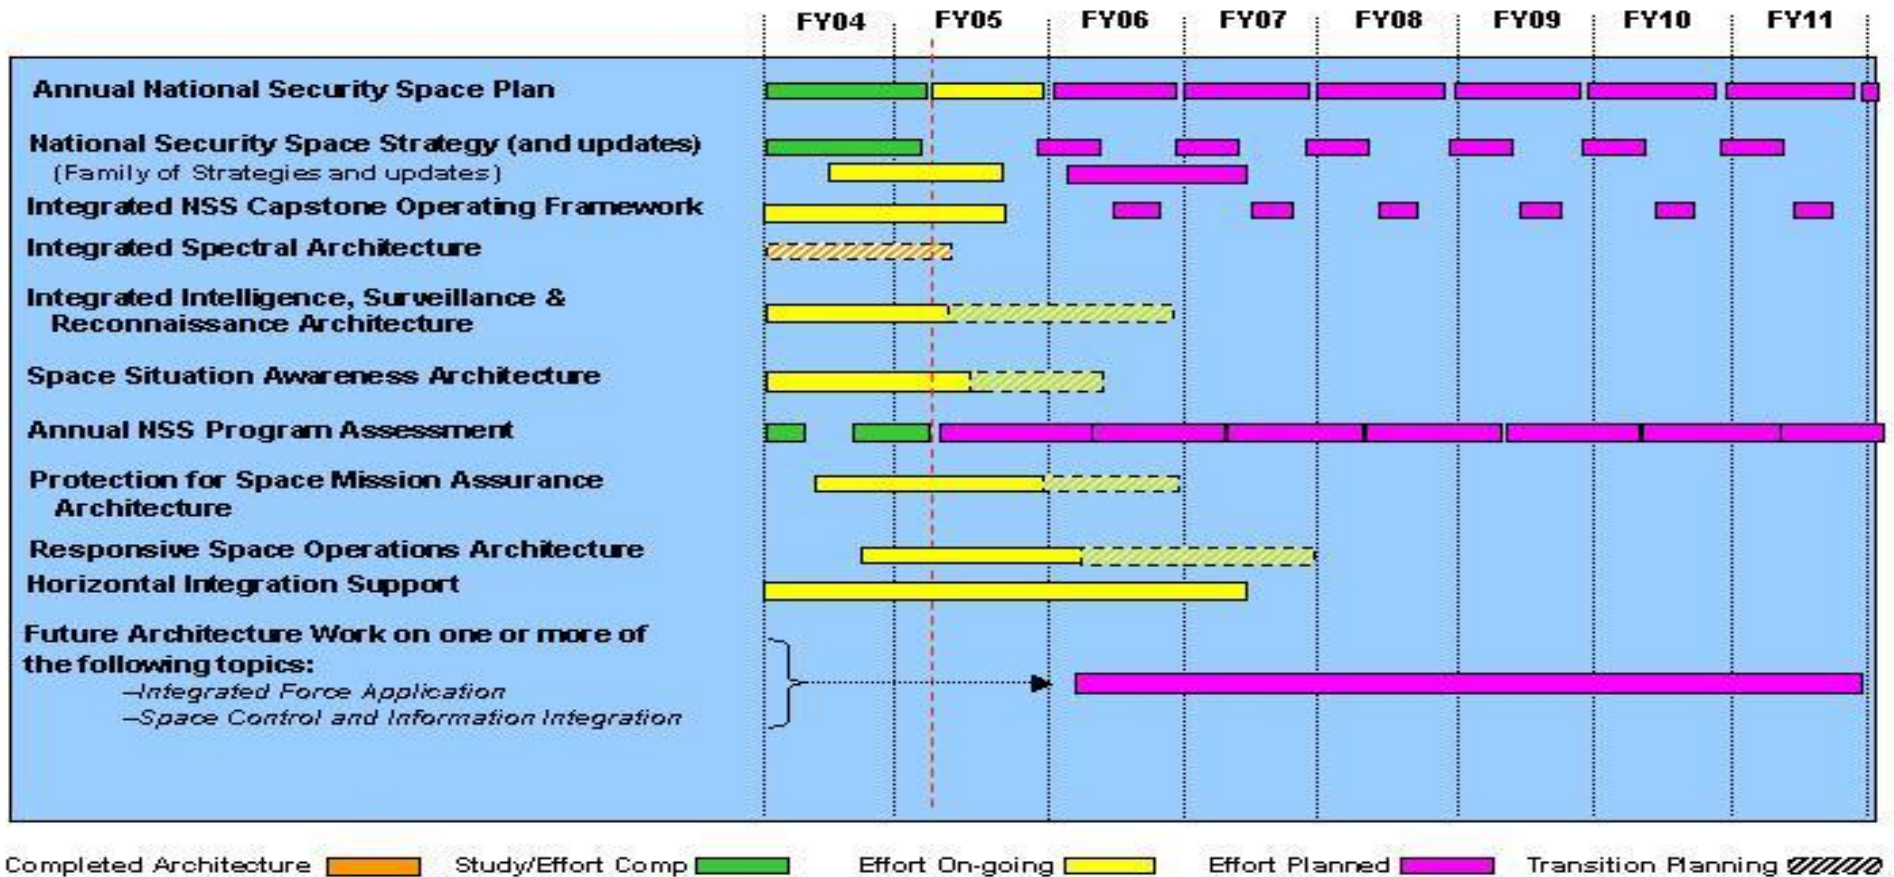 FY04 FY05 FY06 FY07 FY08 FY09 FY10 FY11
Annual National Security Space Plan
National Security Space Strategy (and updates)
(Family of Strategies and updates)
Integrated NSS Capstone Operating Framework
Integrated Spectral Architecture
Integrated Intelligence, Surveillance &
Reconnaissance Architecture
Space Situation Awareness Architecture
Annual NSS Program Assessment
Protection for Space Mission Assurance
Architecture
Responsive Space Operations Architecture
Horizontal Integration Support
Future Architecture Work on one or more of
the following topics:
–Integrated Force Application
–Space Control and Information Integration
Completed Architecture Study/Effort Comp Effort On-going Effort Planned Transition Planning